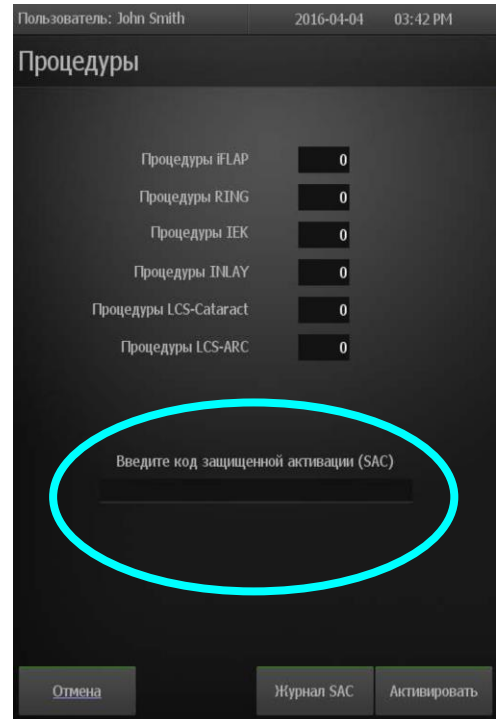 Пользователь: John Smith 2016-04-04 03:42 PM
Процедуры
Процедуры iFLAP 0
Процедуры RING 0
Процедуры IEK 0
Процедуры INLAY 0
Процедуры LCS-Cataract 0
Процедуры LCS-ARC 0
Введите код защищенной активации (SAC)
Отмена Журнал SAC Активировать